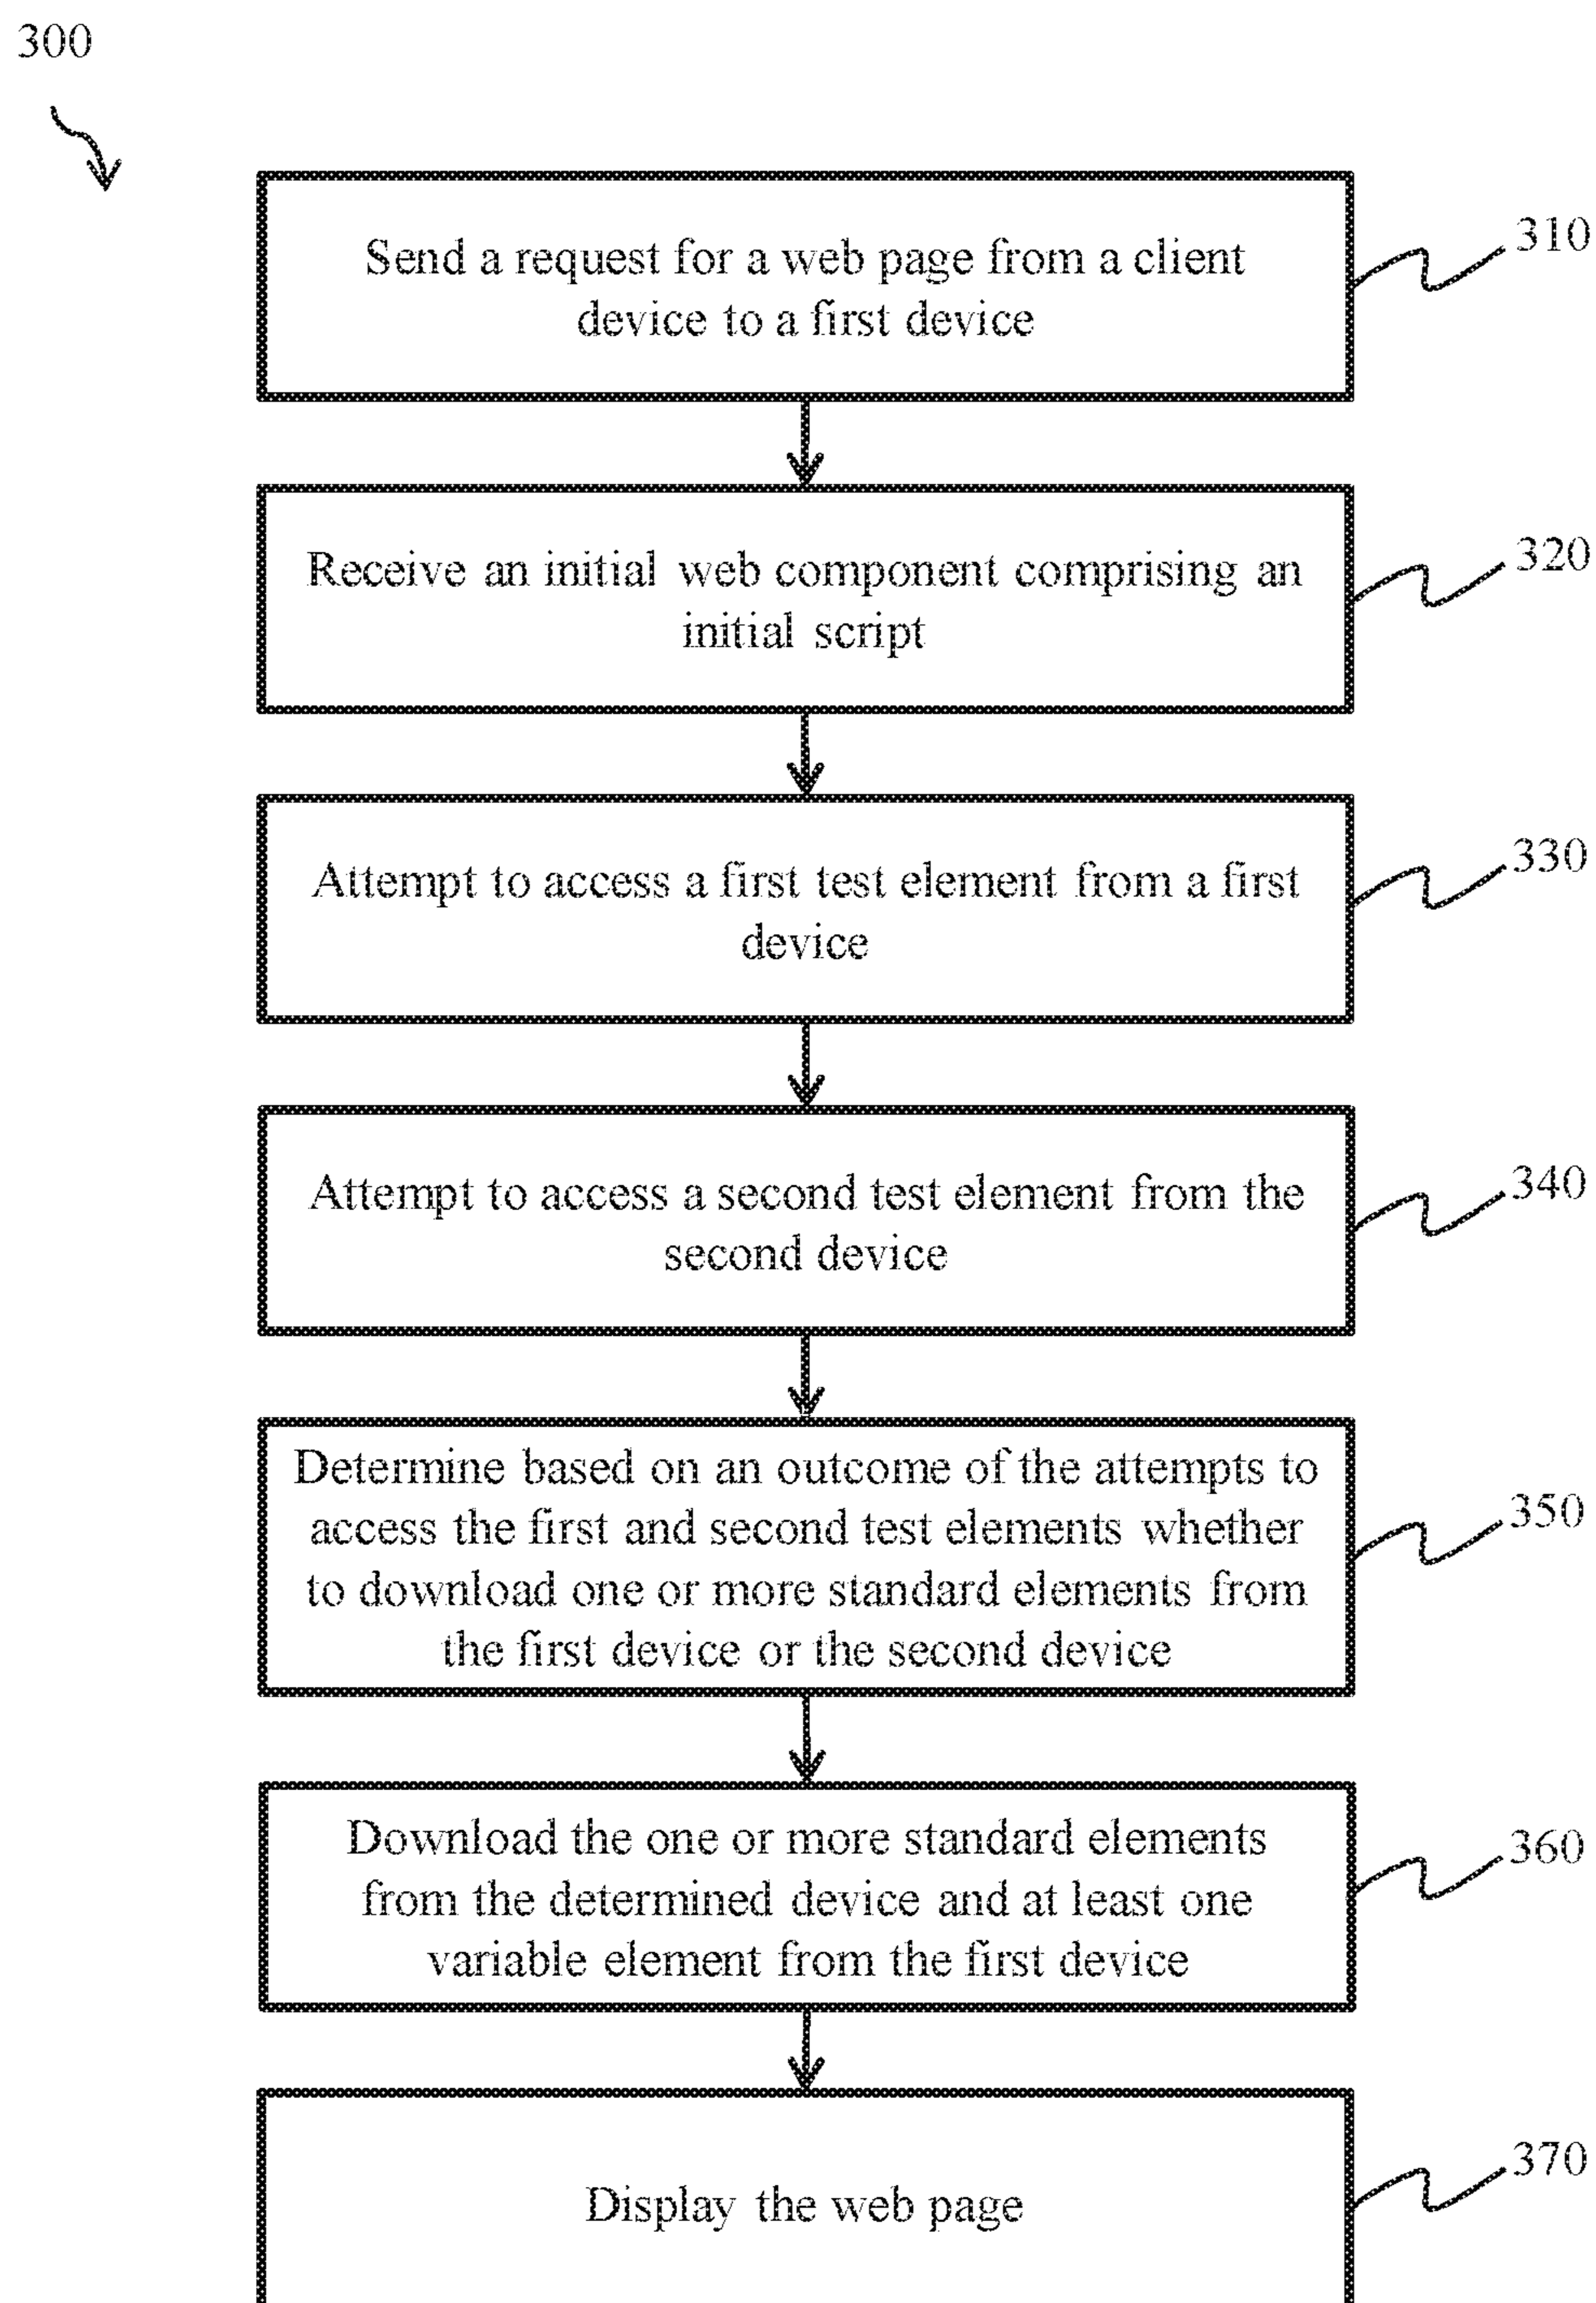 300
Send a request for a web page from a client
device to a first device
310
Receive an initial web component comprising an
initial script
320
Attempt to access a first test element from a first
device
330
Attempt to access a second test element from the
second device
340
Determine based on an outcome of the attempts to
access the first and second test elements whether
to download one or more standard elements from
the first device or the second device
350
Download the one or more standard elements
from the determined device and at least one
variable element from the first device
360
Display the web page
370